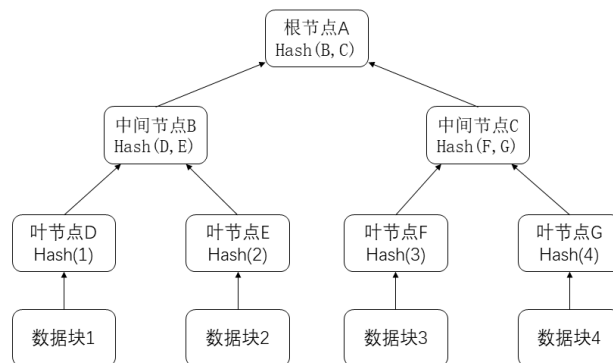 根节点A
Hash(B,C)
中间节点B
Hash(D,E)
中间节点C
Hash(F,G)
叶节点D
Hash(1)
叶节点E
Hash(2)
叶节点F
Hash(3)
叶节点G
Hash(4)
数据块1
数据块2
数据块3
数据块4